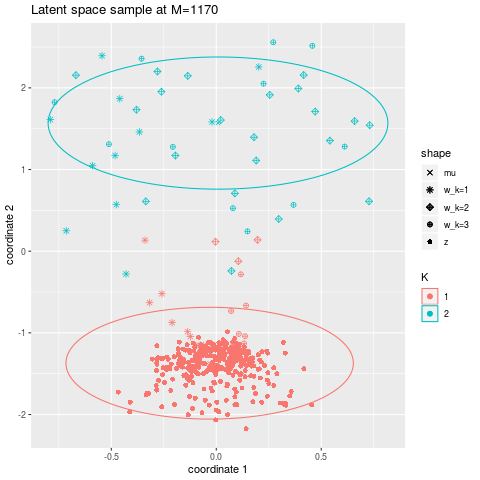 Latent space sample at M=1170
coordinate 2
2
1
0
-1
-2
-0.5
0.0
0.5
coordinate 1
shape
mu
w_k=1
w_k=2
w_k=3
z
K
1
2